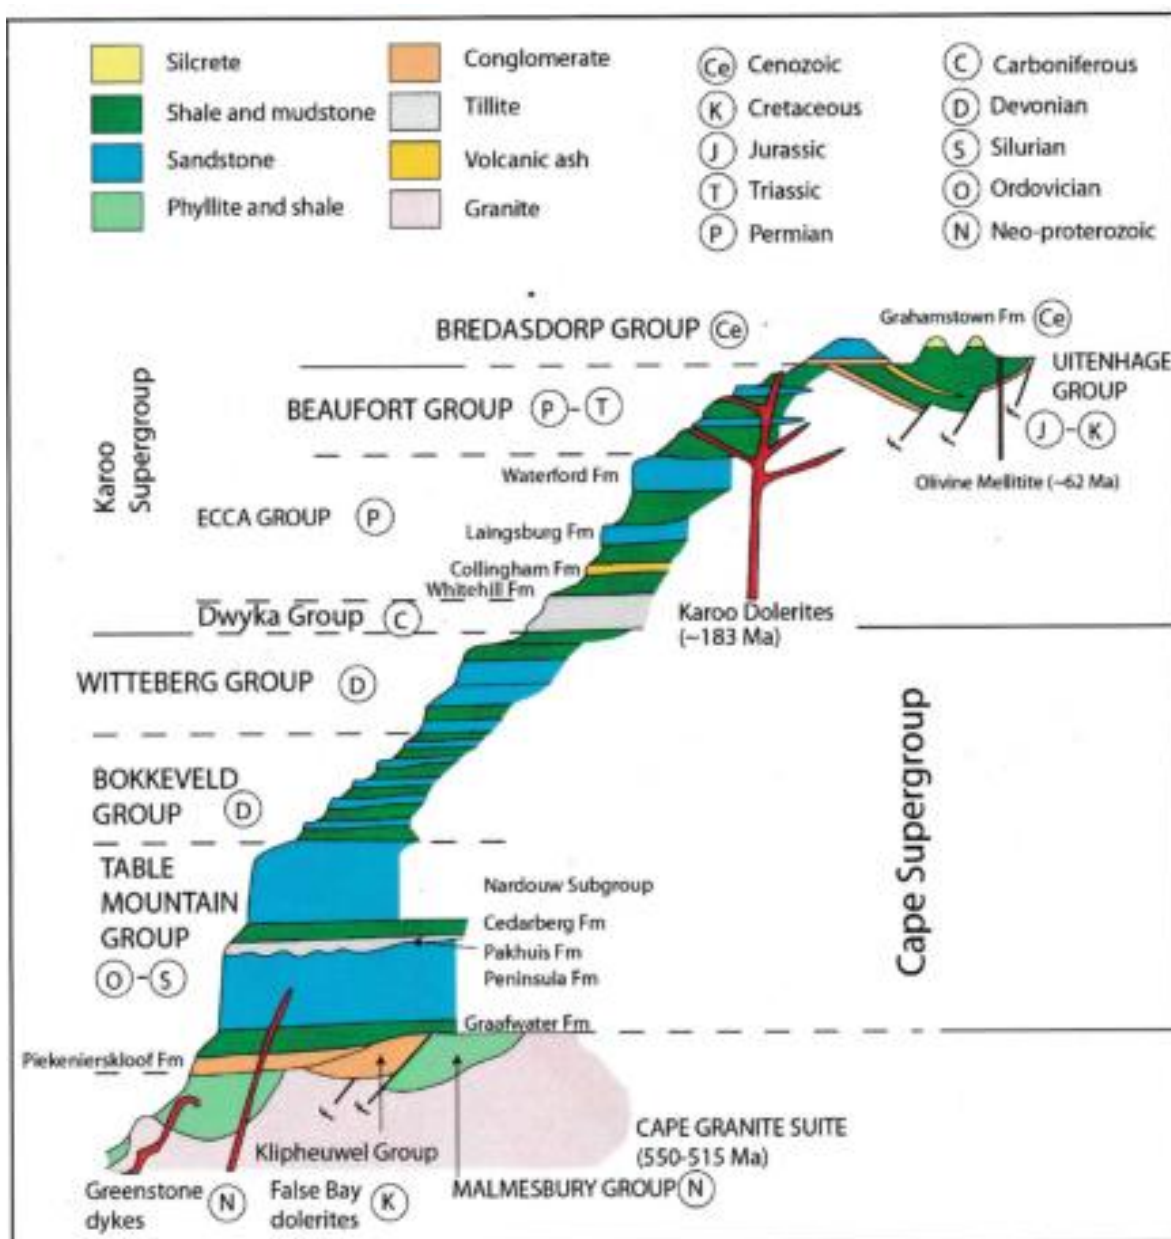 Silcrete
Shale and mudstone
Sandstone
Phyllite and shale
Conglomerate
Tillite
Volcanic ash
Granite
Ce Cenozoic
K Cretaceous
J Jurassic
T Triassic
P Permian
C Carboniferous
D Devonian
S Silurian
O Ordovician
N Neo-proterozoic
BREDASDORP GROUP Ce
Grahamstown Fm Ce
UITENHAGE
GROUP
J - K
Olivine Mellitite (~62 Ma)
Karoo
Supergroup
BEAUFORT GROUP P - T
Waterford Fm
ECCA GROUP P
Laingsburg Fm
Collingham Fm
Whitehill Fm
Dwyka Group C
Karoo Dolerites
(~183 Ma)
WITTEBERG GROUP D
Cape Supergroup
BOKKEVELD
GROUP D
TABLE
MOUNTAIN
GROUP
O - S
Nardouw Subgroup
Cedarberg Fm
Pakhuis Fm
Peninsula Fm
Graafwater Fm
Piekenierskloof Fm
CAPE GRANITE SUITE
(550-515 Ma)
Klipheuwel Group
Greenstone
dykes N
False Bay
dolerites K
MALMESBURY GROUP N